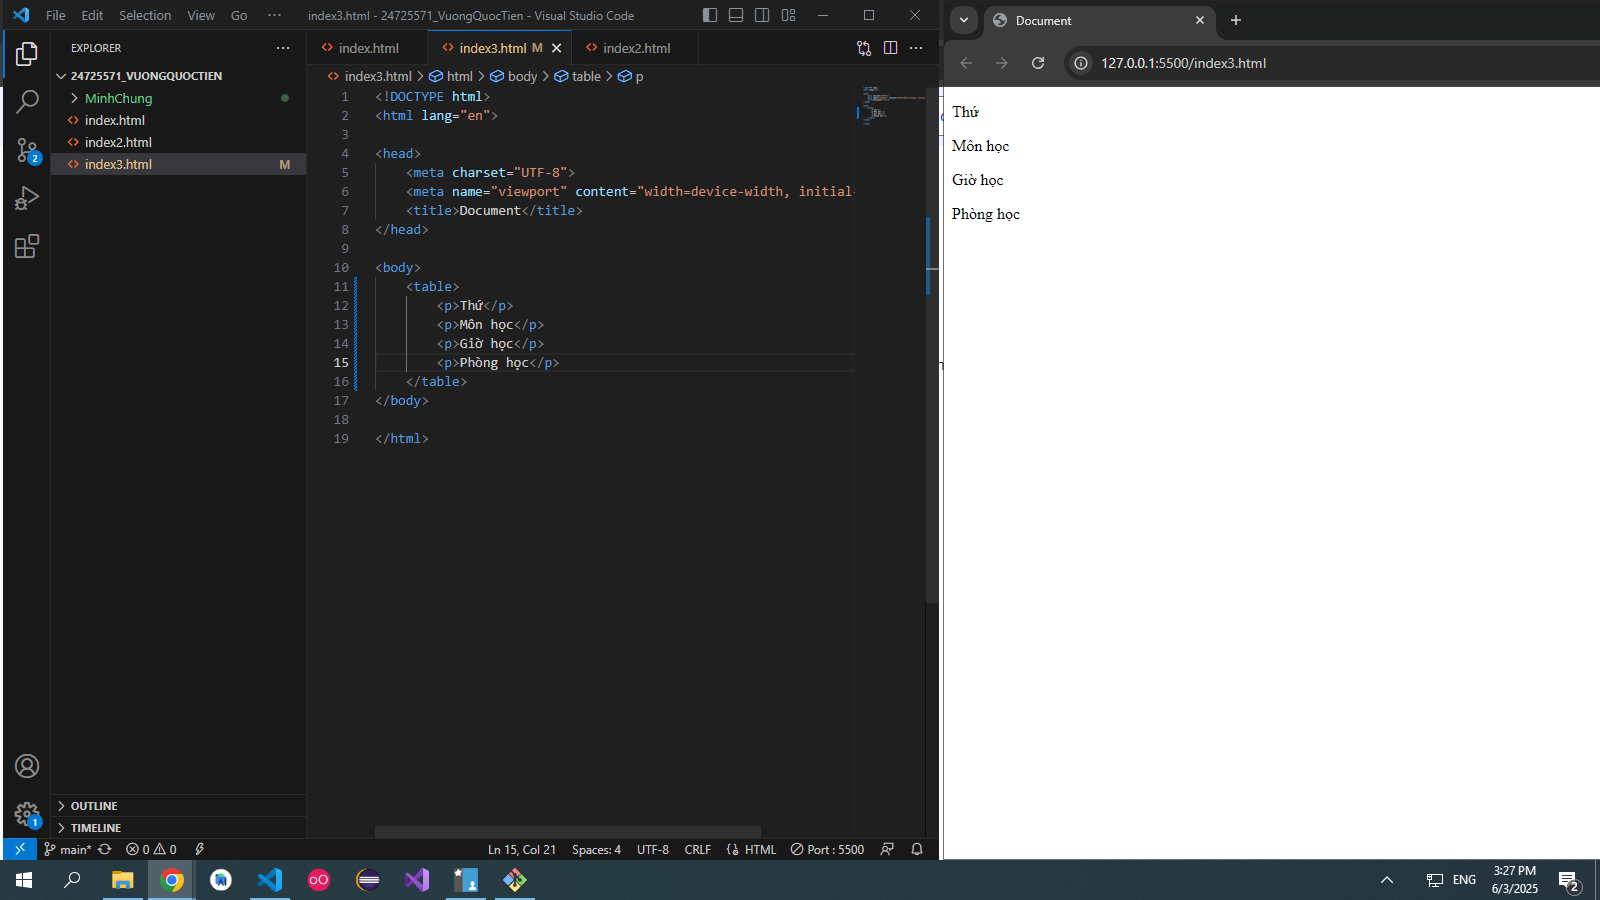 File Edit Selection View Go ··· index3.html - 24725571_VuongQuocTien - Visual Studio Code
EXPLORER
24725571_VUONGQUOCTIEN
MinhChung
index.html
index2.html
index3.html M
OUTLINE
TIMELINE
index.html index3.html M index2.html
index3.html > html > body > table > p
1 <!DOCTYPE html>
2 <html lang="en">
3
4 <head>
5 <meta charset="UTF-8">
6 <meta name="viewport" content="width=device-width, initial-
7 <title>Document</title>
8 </head>
9
10 <body>
11 <table>
12 <p>Thứ</p>
13 <p>Môn học</p>
14 <p>Giờ học</p>
15 <p>Phòng học</p>
16 </table>
17 </body>
18
19 </html>
2
1
main* 0 0 Ln 15, Col 21 Spaces: 4 UTF-8 CRLF HTML Port : 5500
Document
127.0.0.1:5500/index3.html
Thứ
Môn học
Giờ học
Phòng học
ENG 3:27 PM
6/3/2025
2